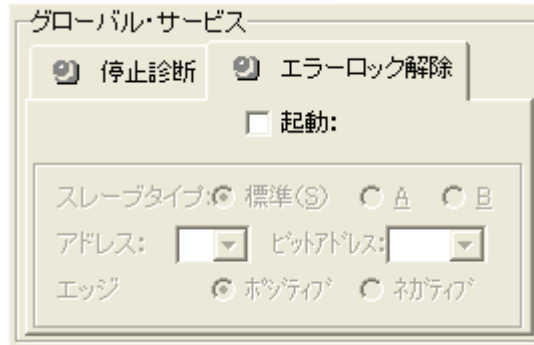 グローバル・サービス
停止診断 エラーロック解除
起動:
スレーブタイプ: 標準(S) A B
アドレス: ビットアドレス:
エッジ ポジティブ ネガティブ